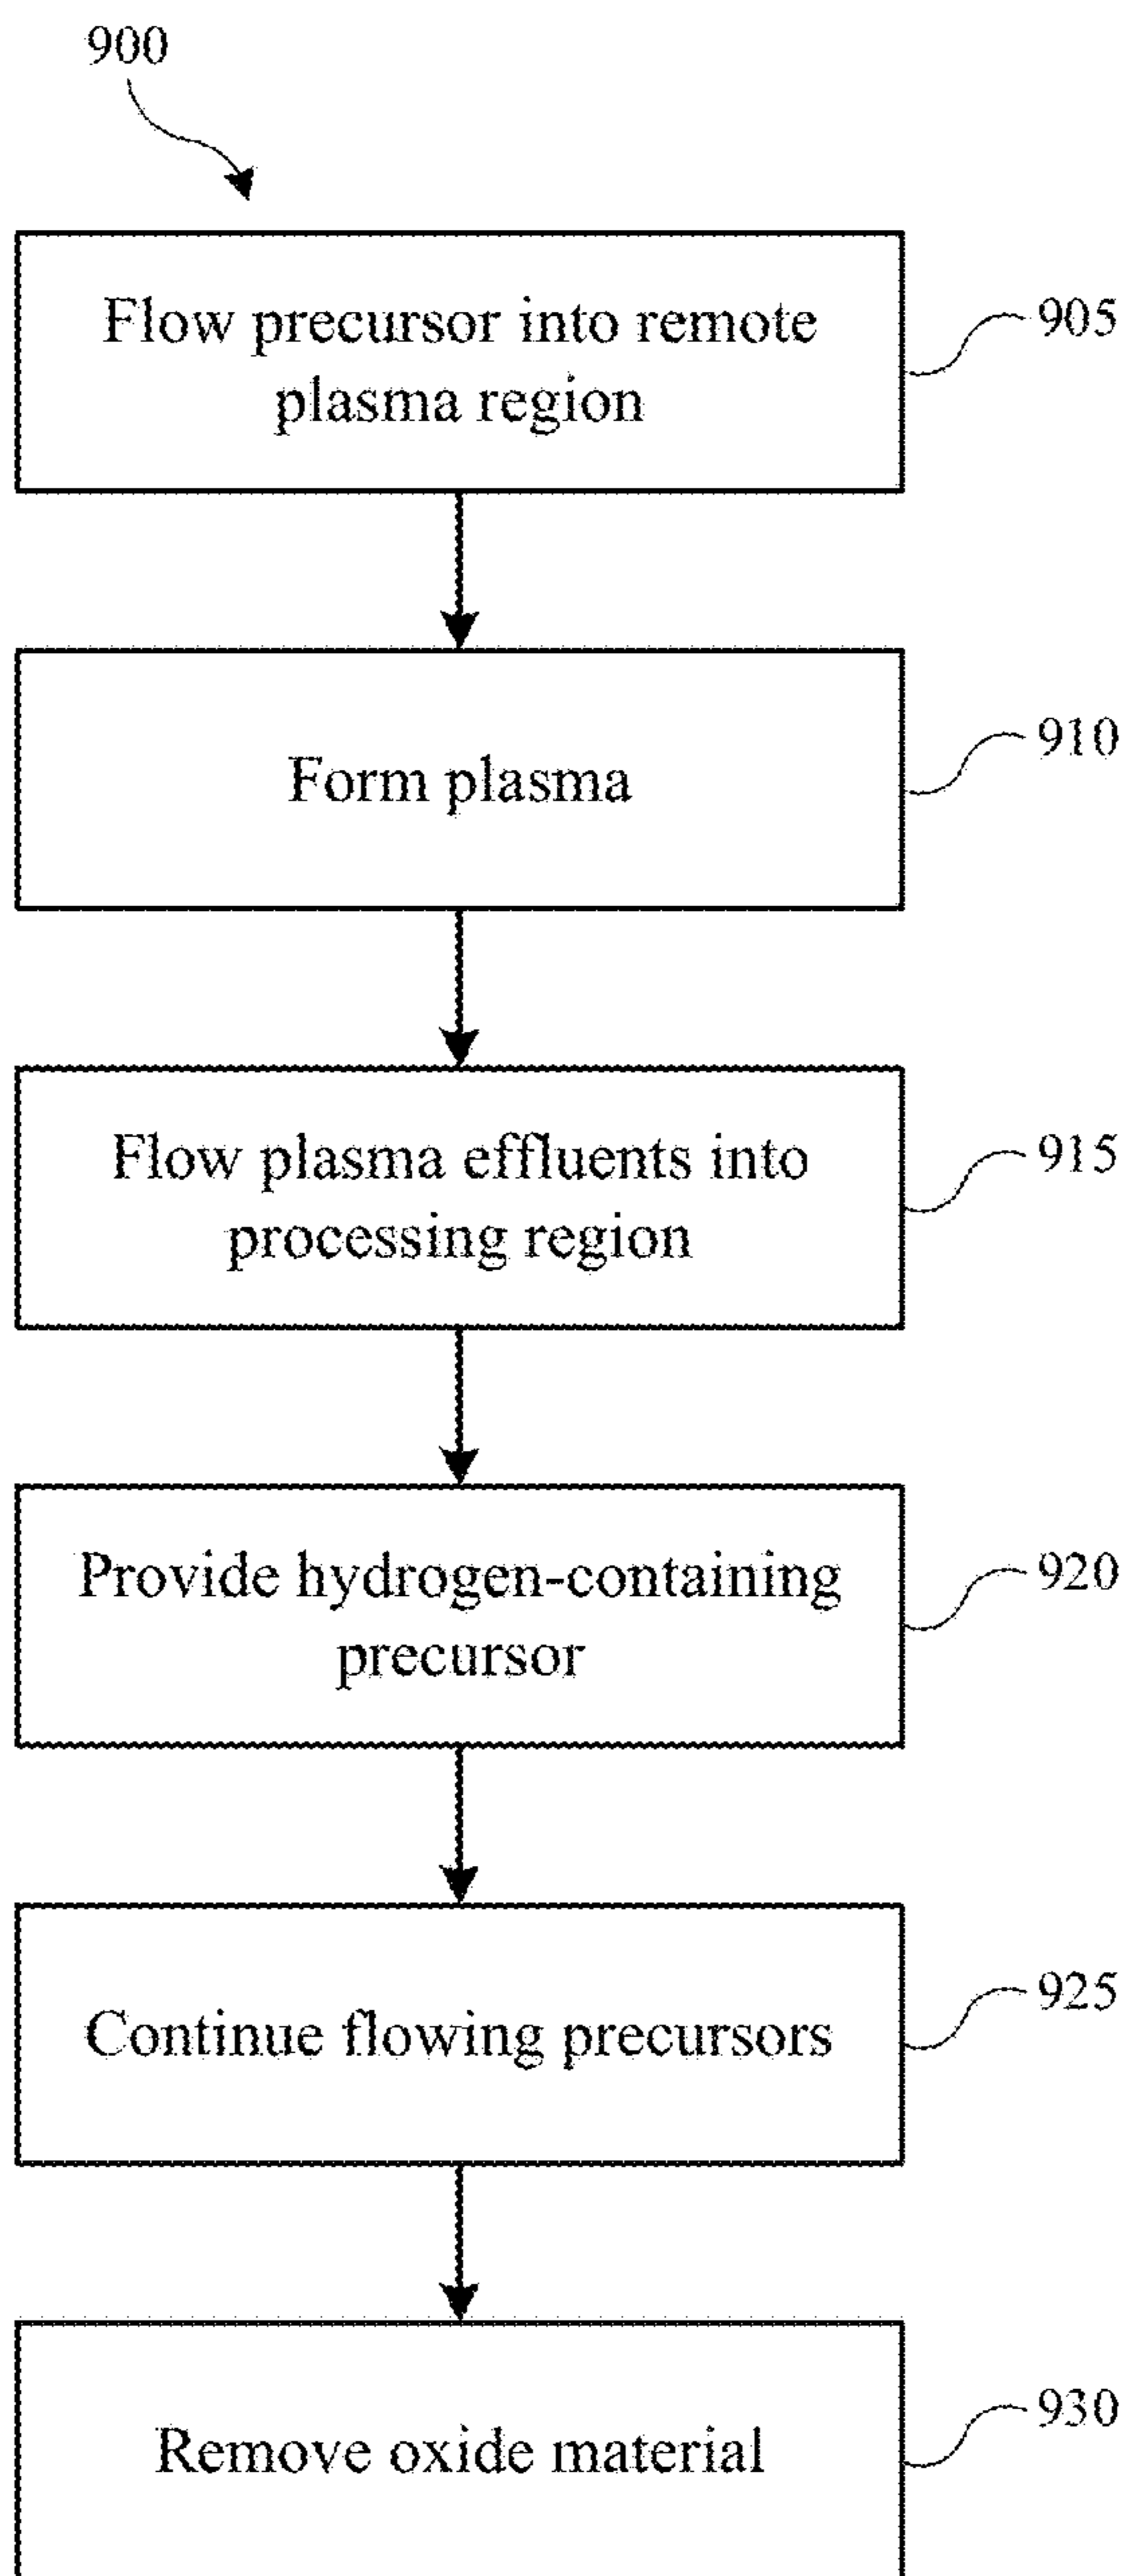 900
Flow precursor into remote
plasma region
905
Form plasma
910
Flow plasma effluents into
processing region
915
Provide hydrogen-containing
precursor
920
Continue flowing precursors
925
Remove oxide material
930